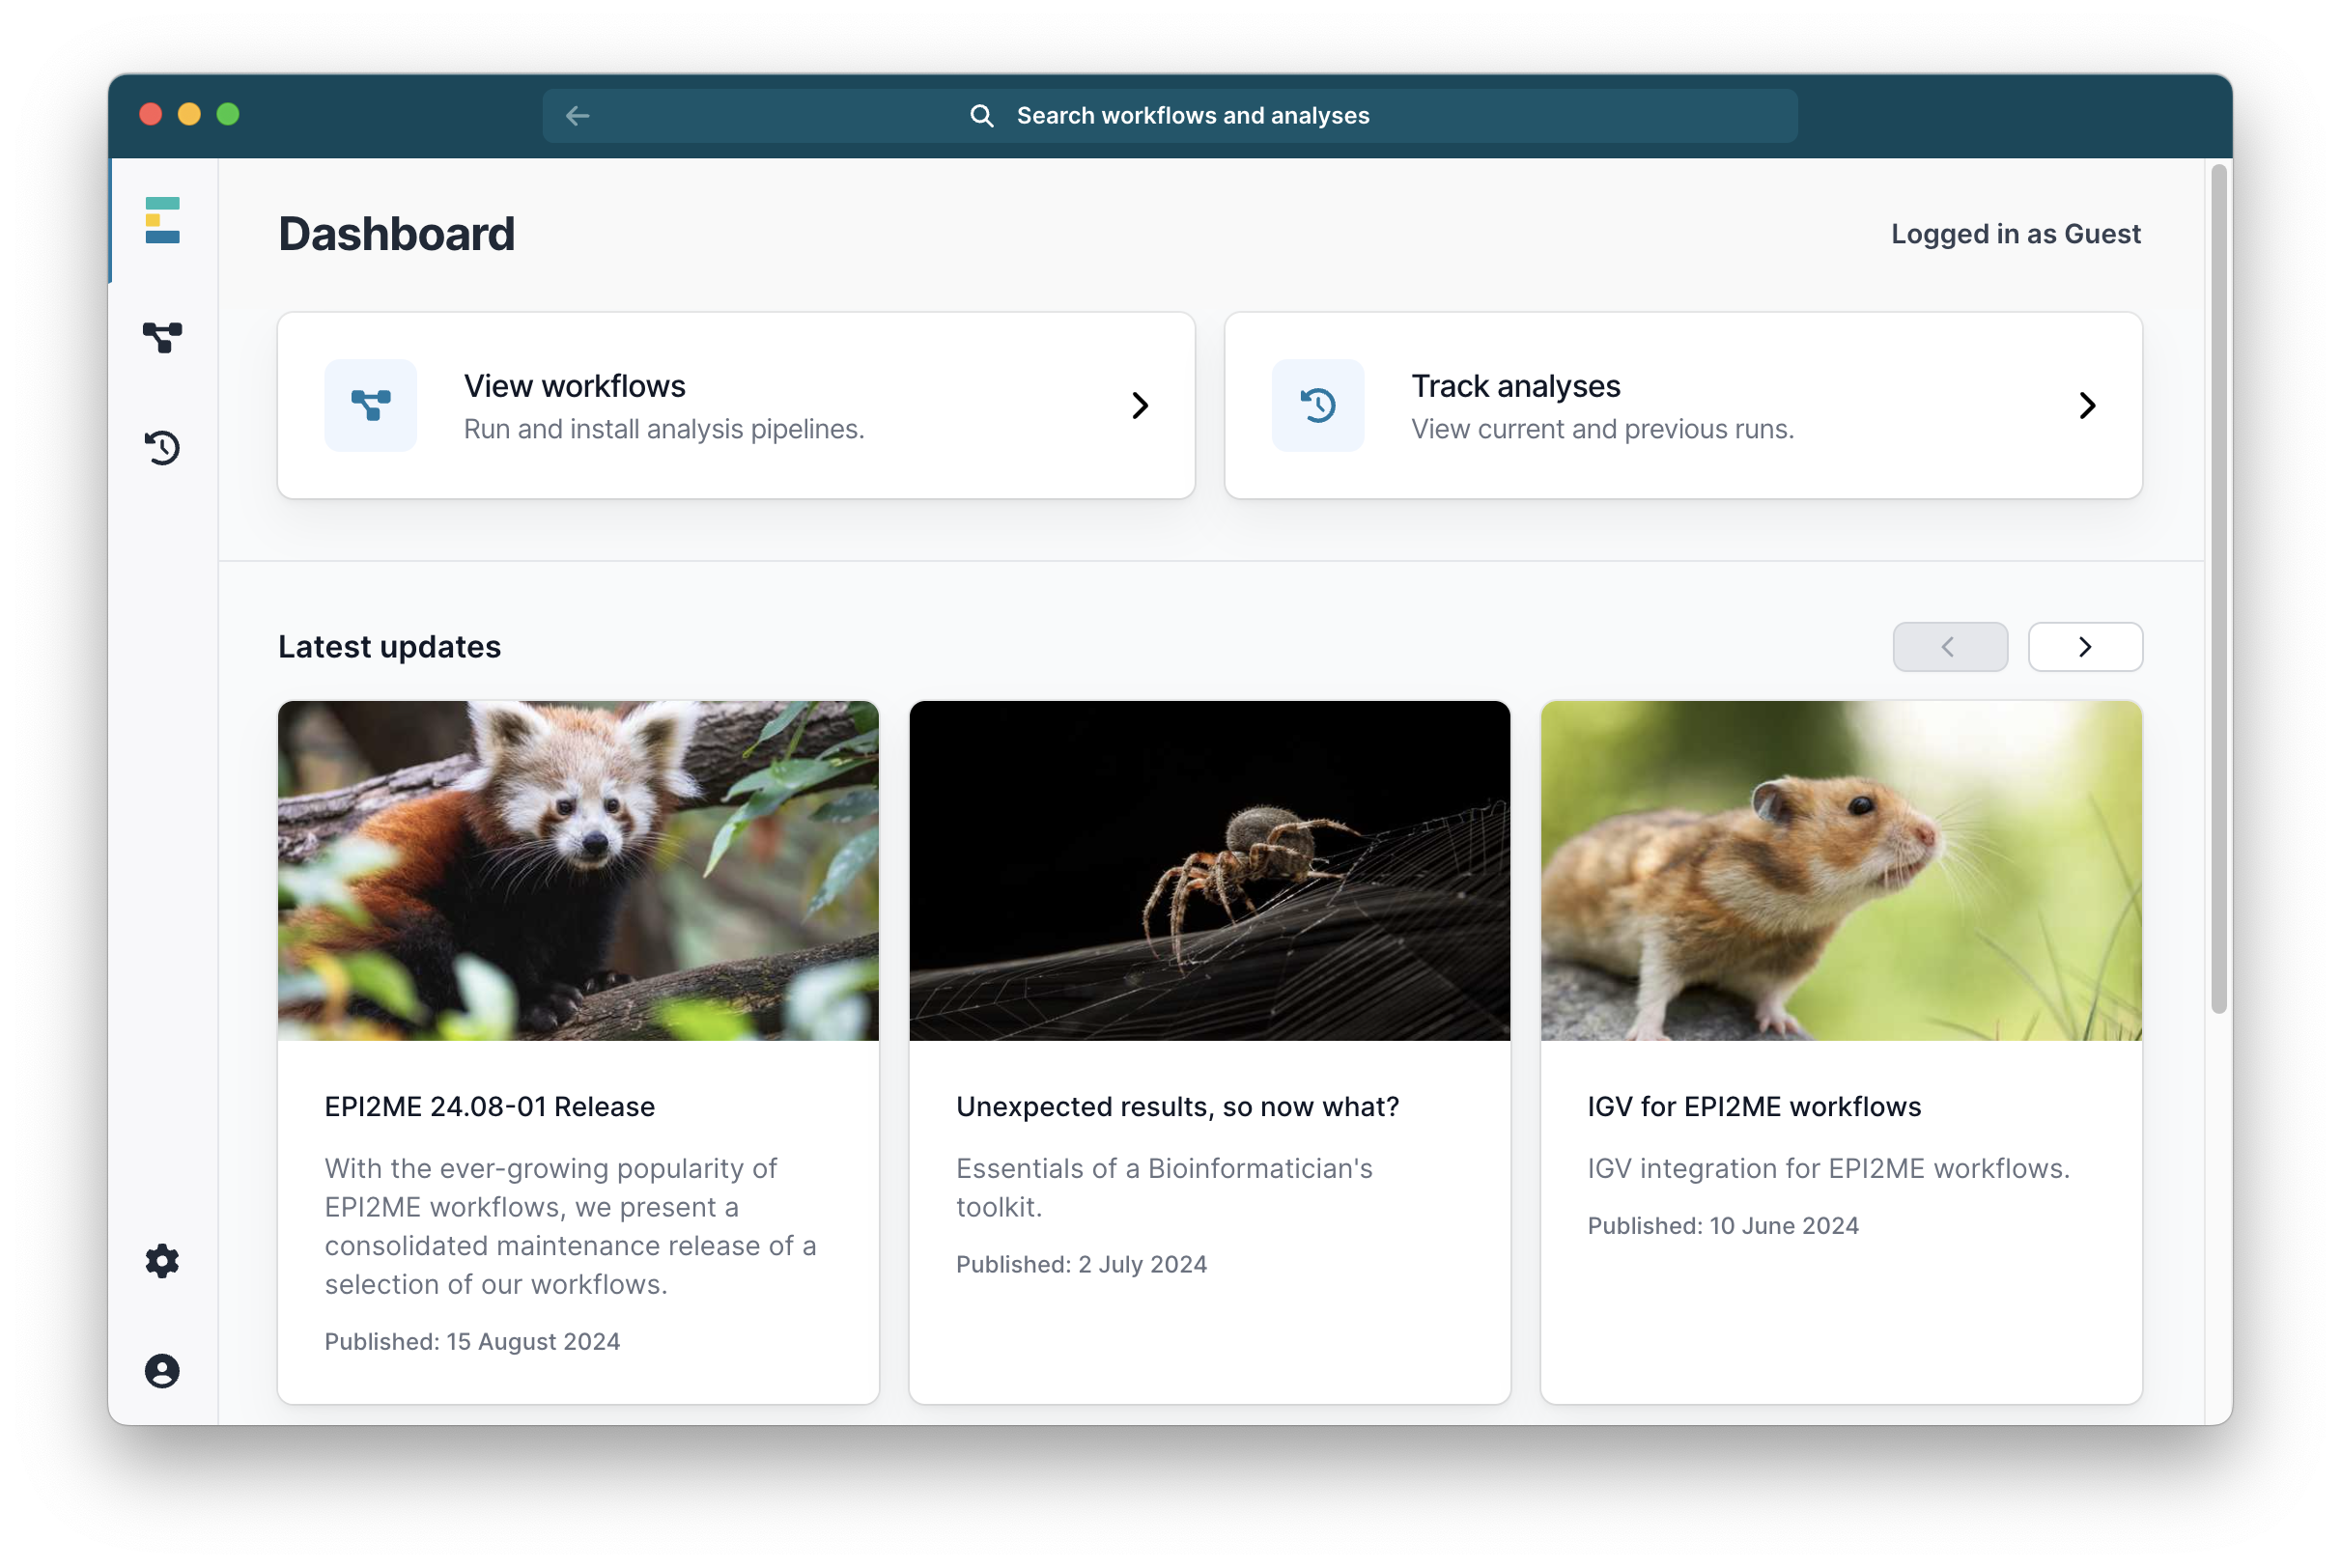 Search workflows and analyses
Dashboard
Logged in as Guest
View workflows
Run and install analysis pipelines.
Track analyses
View current and previous runs.
Latest updates
EPI2ME 24.08-01 Release
With the ever-growing popularity of
EPI2ME workflows, we present a
consolidated maintenance release of a
selection of our workflows.
Published: 15 August 2024
Unexpected results, so now what?
Essentials of a Bioinformatician's
toolkit.
Published: 2 July 2024
IGV for EPI2ME workflows
IGV integration for EPI2ME workflows.
Published: 10 June 2024